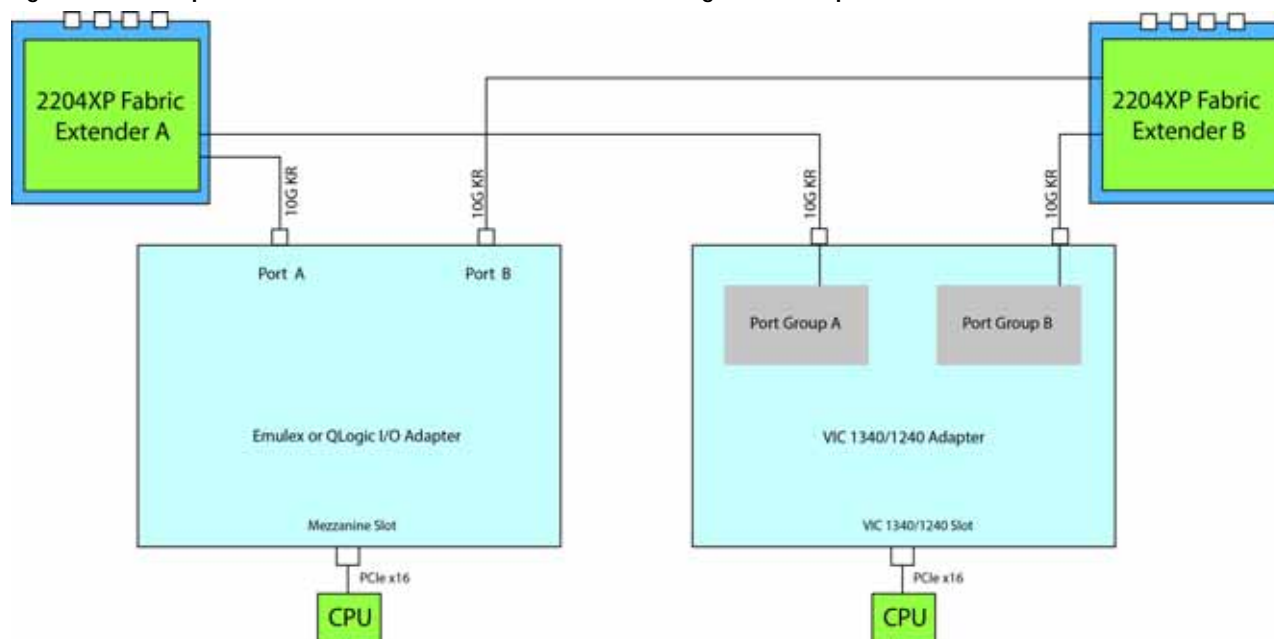 2204XP Fabric
Extender A
2204XP Fabric
Extender B
10G KR
10G KR
10G KR
10G KR
Port A
Port B
Port Group A
Port Group B
Emulex or QLogic I/O Adapter
VIC 1340/1240 Adapter
Mezzanine Slot
VIC 1340/1240 Slot
PCIe x16
PCIe x16
CPU
CPU